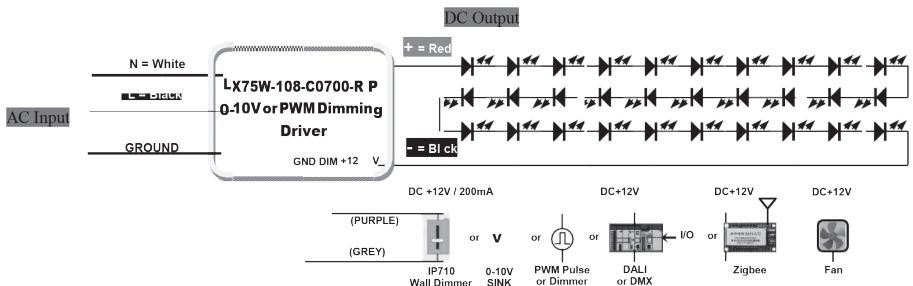 DC Output
+ = Red
N = White
L = Black
AC Input
GROUND
LX75W-108-C0700-R P
0-10V or PWM Dimming
Driver
GND DIM +12 V
- = Bl ck
DC +12V / 200mA
DC+12V
DC+12V
DC+12V
(PURPLE)
(GREY)
or
V
or
or
I/O
or
IP710
Wall Dimmer
0-10V
SINK
PWM Pulse
or Dimmer
DALI
or DMX
Zigbee
Fan